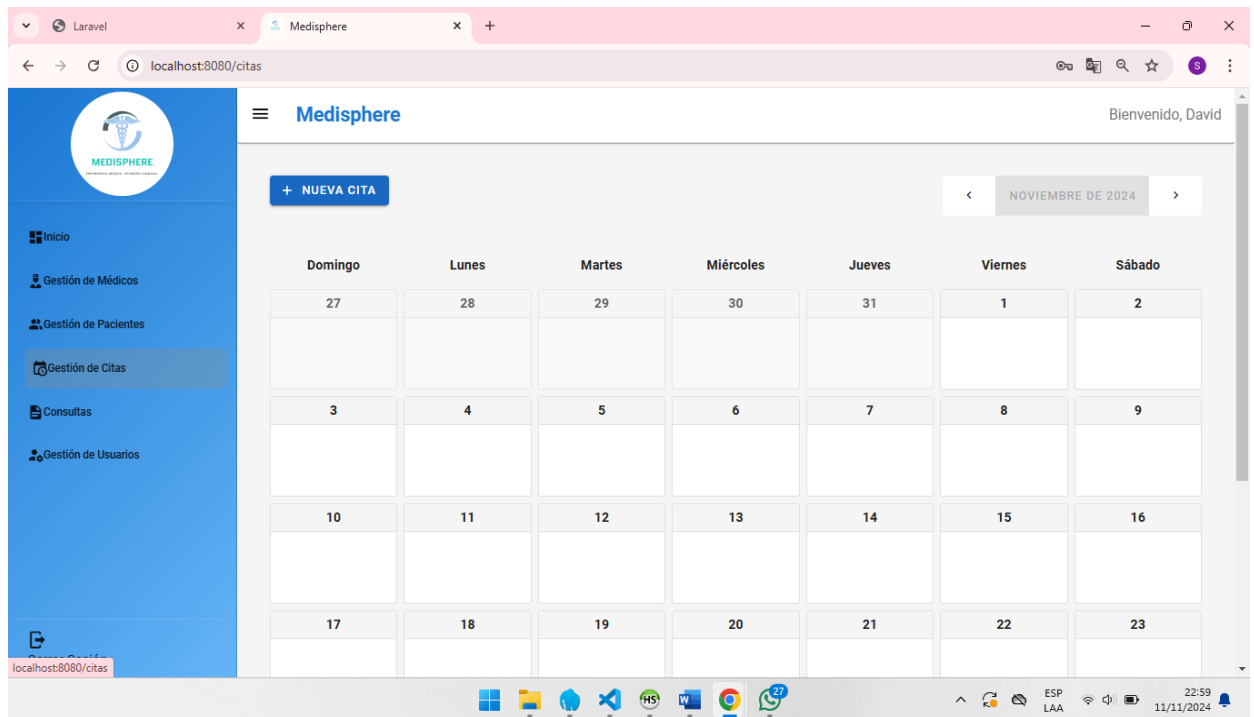 Laravel
Medisphere
localhost:8080/citas
S
MEDISPHERE
Medisphere
Bienvenido, David
+ NUEVA CITA
NOVIEMBRE DE 2024
Inicio
Gestión de Médicos
Gestión de Pacientes
Gestión de Citas
Consultas
Gestión de Usuarios
Domingo Lunes Martes Miércoles Jueves Viernes Sábado
27 28 29 30 31 1 2
3 4 5 6 7 8 9
10 11 12 13 14 15 16
17 18 19 20 21 22 23
localhost:8080/citas
HS
W
27
ESP
LAA
22:59
11/11/2024